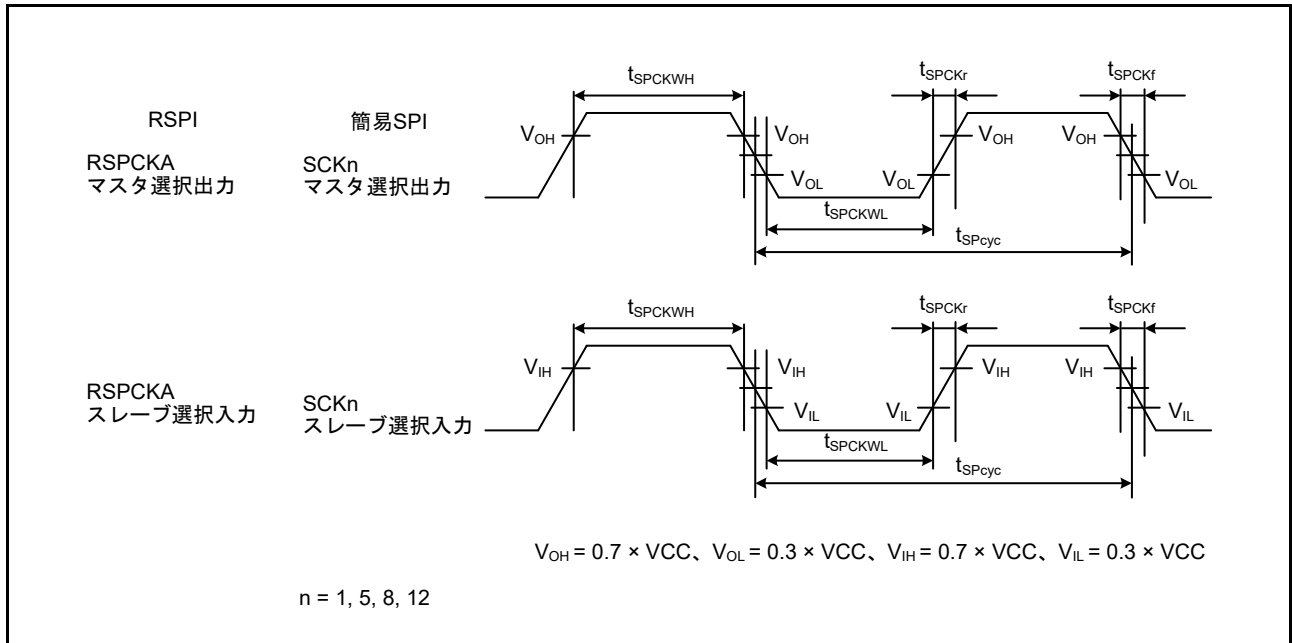 RSPI 簡易SPI
tSPCKWH tSPCKr tSPCKf
VOH VOH VOH VOH
RSPCKA
マスタ選択出力
SCKn
マスタ選択出力
VOL VOL VOL
tSPCKWL
tSPcyc
tSPCKWH tSPCKr tSPCKf
VIH VIH VIH VIH
RSPCKA
スレーブ選択入力
SCKn
スレーブ選択入力
VIL VIL VIL
tSPCKWL
tSPcyc
VOH = 0.7 × VCC、VOL = 0.3 × VCC、VIH = 0.7 × VCC、VIL = 0.3 × VCC
n = 1, 5, 8, 12